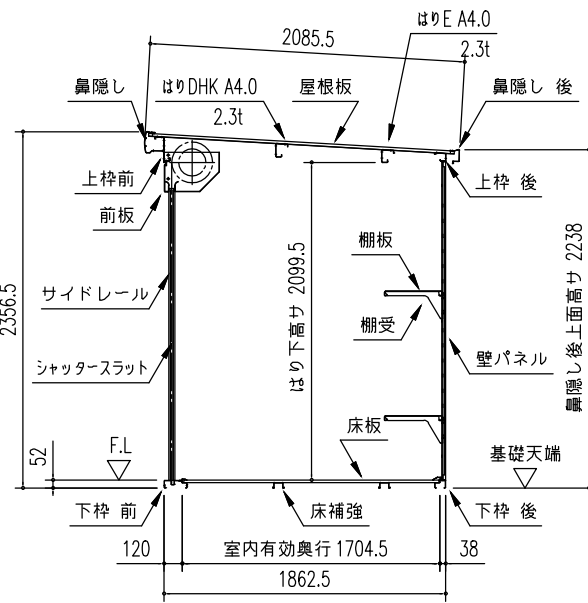 2085.5
はりE A4.0
2.3t
鼻隠し
はりDHK A4.0
2.3t
屋根板
鼻隠し 後
上枠前
上枠 後
前板
棚板
サイドレール
はり下高サ 2099.5
2356.5
棚受
鼻隠し後上面高サ 2238
シャッタースラット
壁パネル
床板
F.L
基礎天端
52
下枠 前
床補強
下枠 後
120
室内有効奥行1704.5
38
1862.5